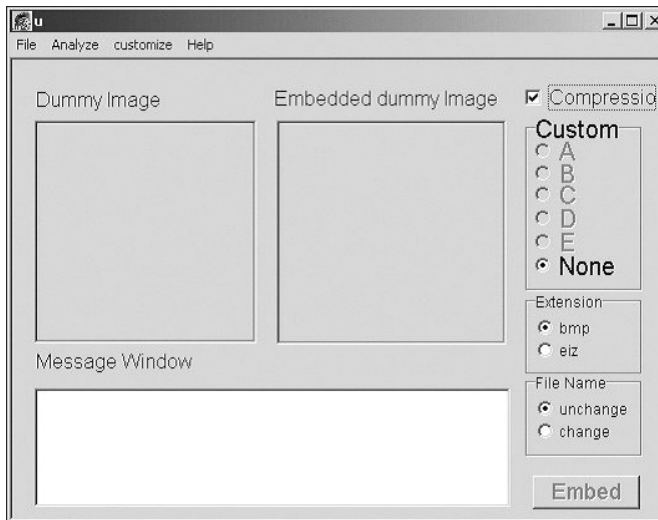 u
File Analyze customize Help
Dummy Image
Embedded dummy Image
Compressio
Custom
A
B
C
D
E
None
Extension
bmp
eiz
Message Window
File Name
unchange
change
Embed